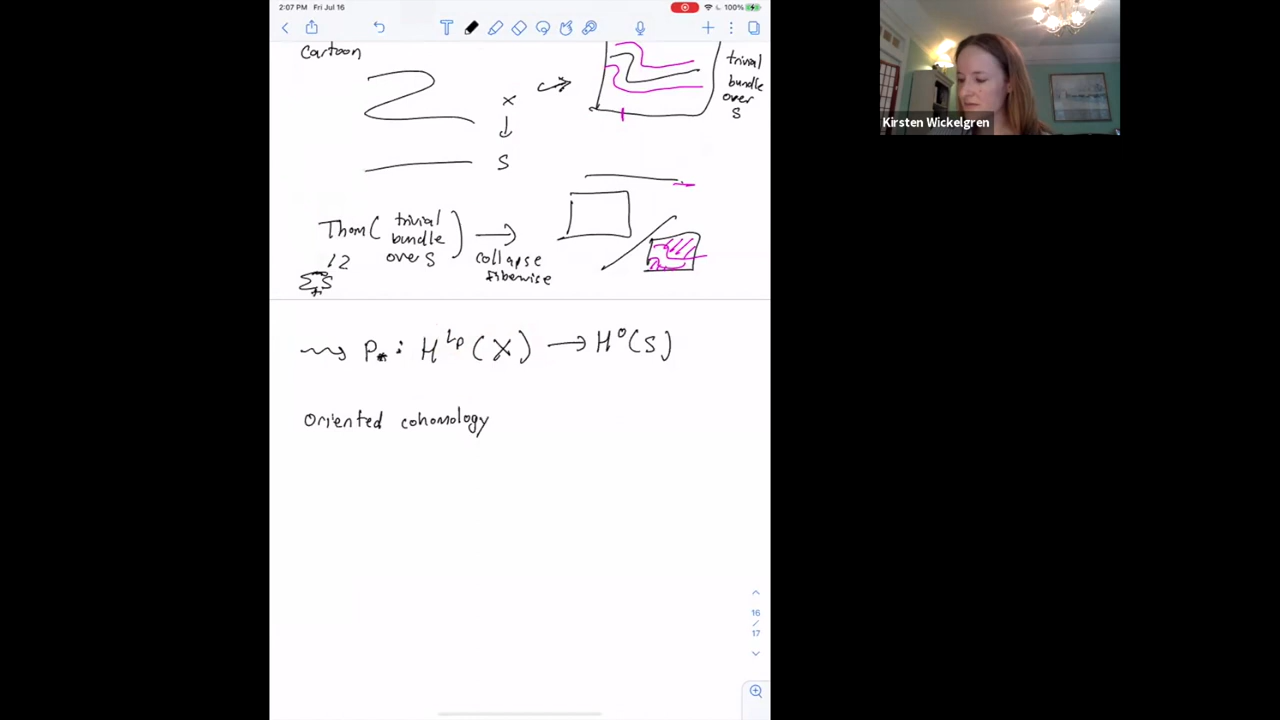 2:07 PM Fri Jul 16
100%
T
Cartoon
X
S
trivial
bundle
over
S
Thom(trivial bundle over S)
collapse
fiberwise
P* : H^Lp (X) → H^0(S)
Oriented cohomology
16
/
17
Kirsten Wickelgren